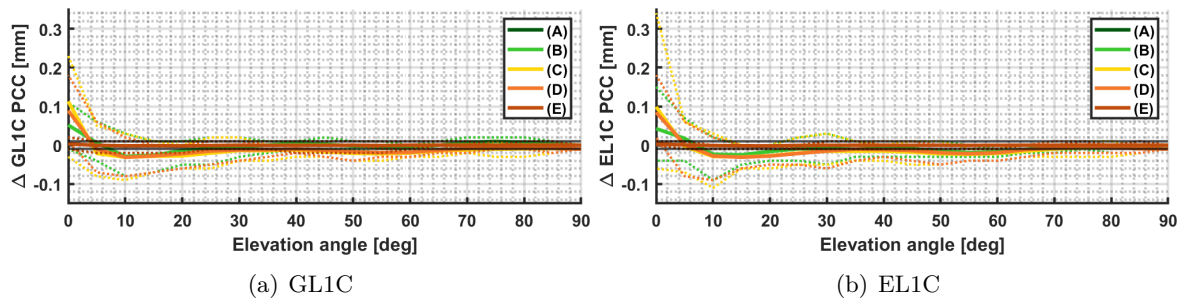 Δ GL1C PCC [mm]
0.3
0.2
0.1
0
-0.1
0 10 20 30 40 50 60 70 80 90
Elevation angle [deg]
(A)
(B)
(C)
(D)
(E)
(a) GL1C
Δ EL1C PCC [mm]
0.3
0.2
0.1
0
-0.1
0 10 20 30 40 50 60 70 80 90
Elevation angle [deg]
(A)
(B)
(C)
(D)
(E)
(b) EL1C